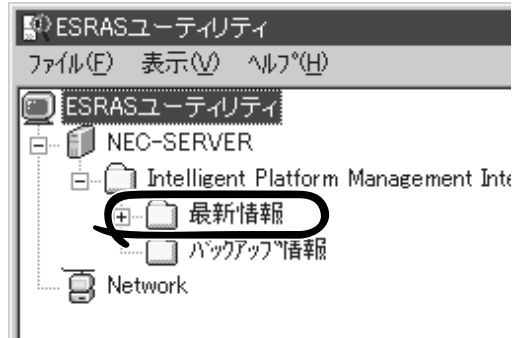 ESRASユーティリティ
ファイル(F) 表示(V) ヘルプ(H)
ESRASユーティリティ
NEC-SERVER
Intelligent Platform Management Inte
最新情報
バックアップ情報
Network